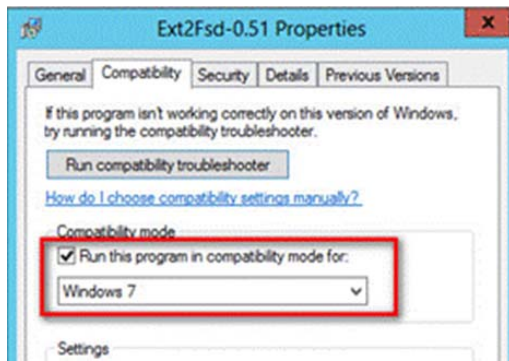 Ext2Fsd-0.51 Properties
x
General Compatibility Security Details Previous Versions
If this program isn't working correctly on this version of Windows,
try running the compatibility troubleshooter.
Run compatibility troubleshooter
How do I choose compatibility settings manually?
Compatibility mode
Run this program in compatibility mode for:
Windows 7
Settings